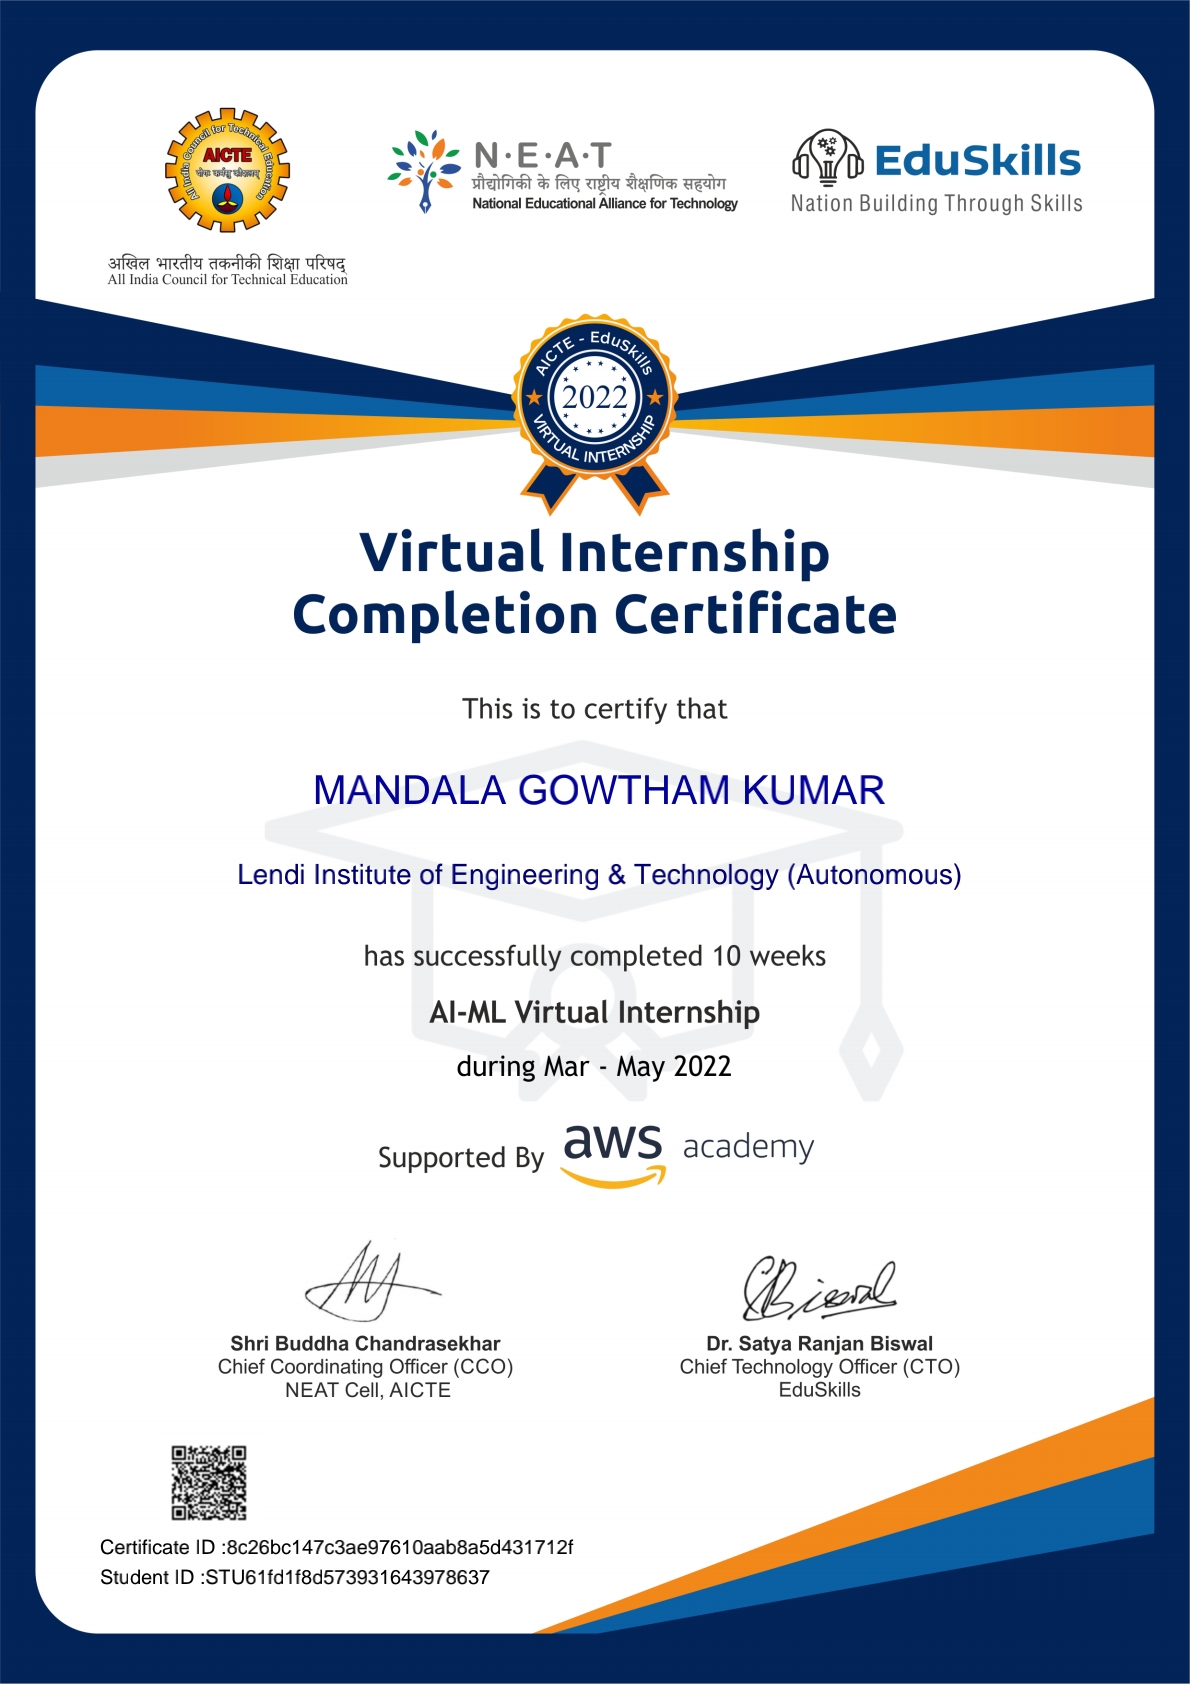 All India Council for Technical Education
AICTE
योगः कर्मसु कौशलम्
अखिल भारतीय तकनीकी शिक्षा परिषद्
All India Council for Technical Education
N·E·A·T
प्रौद्योगिकी के लिए राष्ट्रीय शैक्षणिक सहयोग
National Educational Alliance for Technology
EduSkills
Nation Building Through Skills
AICTE - EduSkills
2022
VIRTUAL INTERNSHIP
Virtual Internship
Completion Certificate
This is to certify that
MANDALA GOWTHAM KUMAR
Lendi Institute of Engineering & Technology (Autonomous)
has successfully completed 10 weeks
AI-ML Virtual Internship
during Mar - May 2022
Supported By aws academy
Biswal
Shri Buddha Chandrasekhar
Chief Coordinating Officer (CCO)
NEAT Cell, AICTE
Dr. Satya Ranjan Biswal
Chief Technology Officer (CTO)
EduSkills
Certificate ID :8c26bc147c3ae97610aab8a5d431712f
Student ID :STU61fd1f8d573931643978637